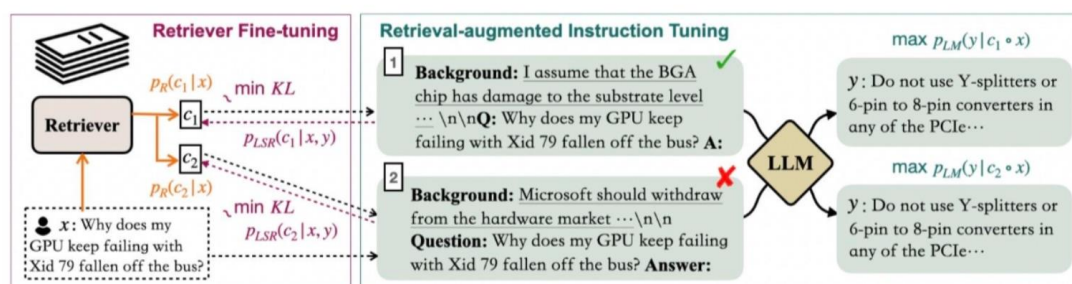 Retriever Fine-tuning
p_R(c_1|x)
min KL
Retriever
c_1
p_LSR(c_1|x, y)
c_2
p_R(c_2|x)
min KL
p_LSR(c_2|x, y)
x: Why does my
GPU keep failing with
Xid 79 fallen off the bus?
Retrieval-augmented Instruction Tuning
1
Background: I assume that the BGA
chip has damage to the substrate level
⋯ \n\nQ: Why does my GPU keep
failing with Xid 79 fallen off the bus? A:
2
Background: Microsoft should withdraw
from the hardware market ⋯\n\n
Question: Why does my GPU keep failing
with Xid 79 fallen off the bus? Answer:
LLM
max p_LM(y|c_1 ∘ x)
y: Do not use Y-splitters or
6-pin to 8-pin converters in
any of the PCIe⋯
max p_LM(y|c_2 ∘ x)
y: Do not use Y-splitters or
6-pin to 8-pin converters in
any of the PCIe⋯